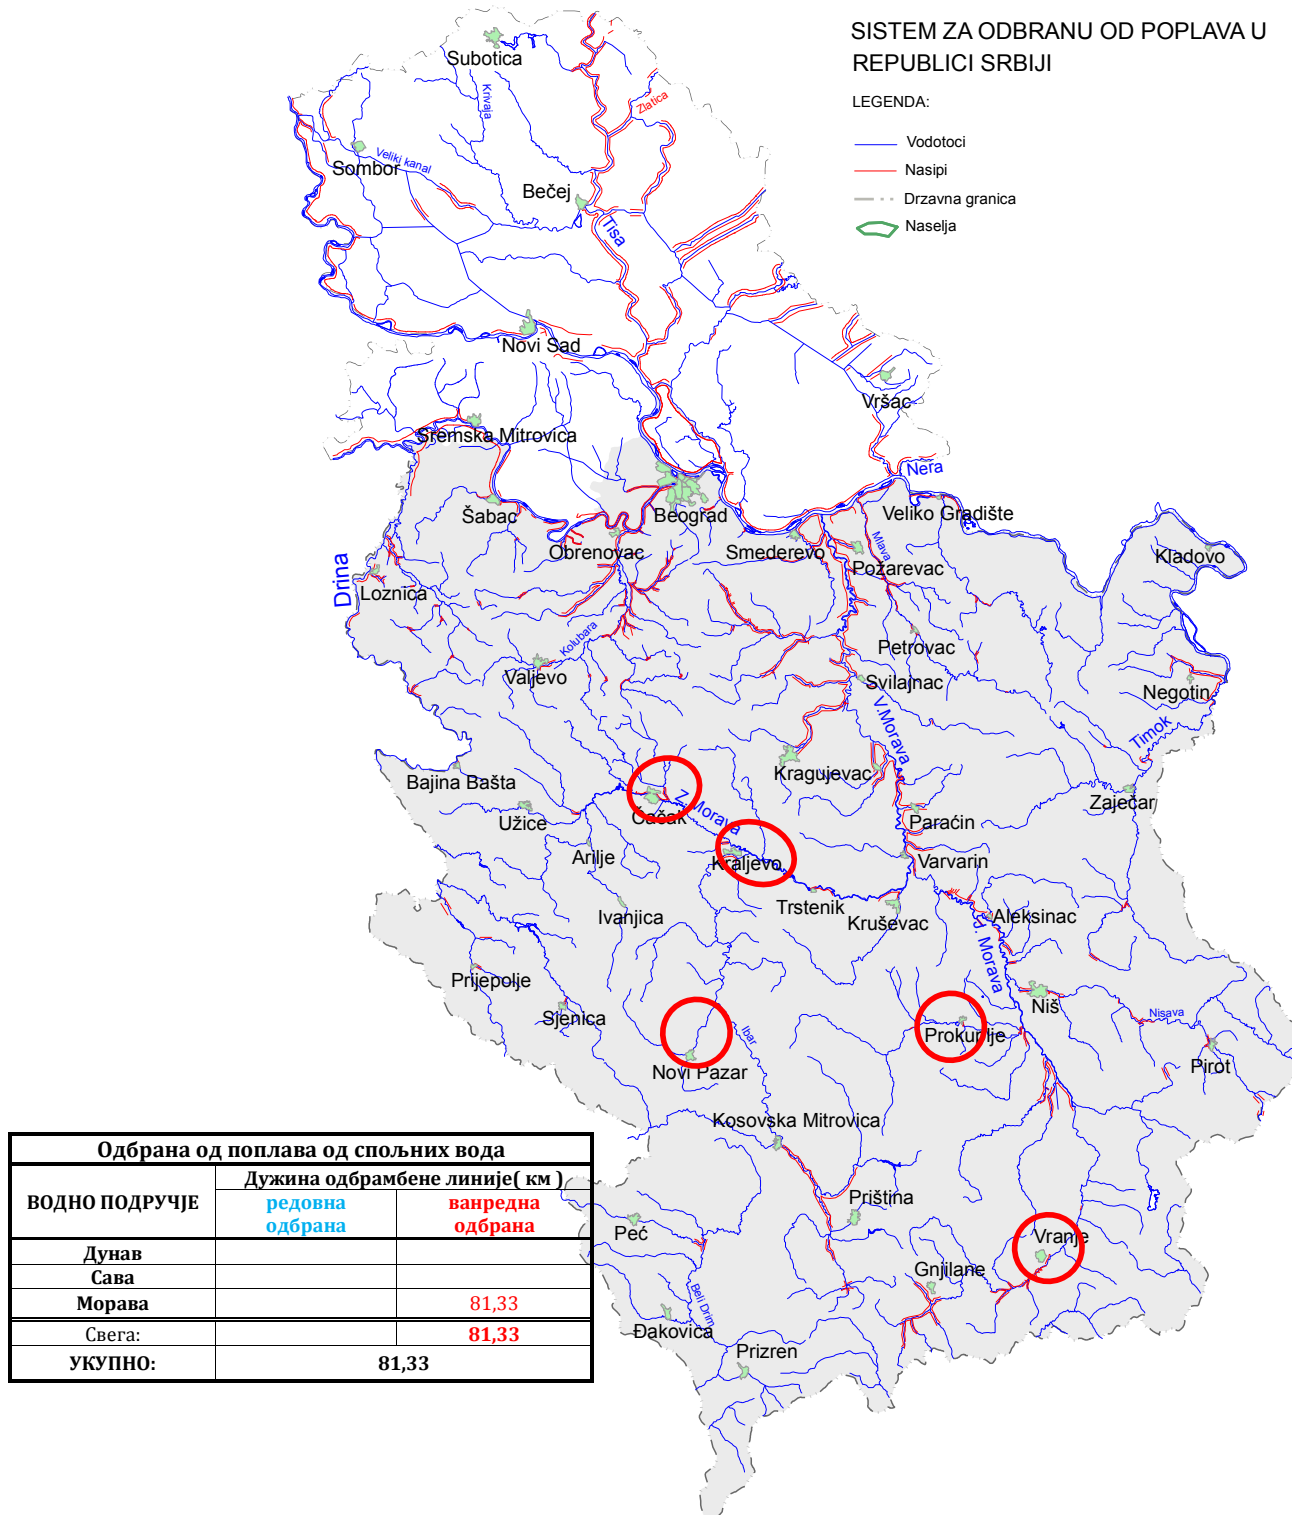 SISTEM ZA ODBRANU OD POPLAVA U
REPUBLICI SRBIJI
LEGENDA:
Vodotoci
Nasipi
Drzavna granica
Naselja
Subotica
Krivaja
Zlatica
Sombor
Veliki kanal
Bečej
Tisa
Novi Sad
Vršac
Sremska Mitrovica
Nera
Šabac
Beograd
Veliko Gradište
Obrenovac
Smederevo
Mlava
Požarevac
Kladovo
Drina
Loznica
Kolubara
Petrovac
Valjevo
Svilajnac
Negotin
V.Morava
Timok
Kragujevac
Bajina Bašta
Zaječar
Užice
Čačak
Z. Morava
Paraćin
Arilje
Kraljevo
Varvarin
Trstenik
Ivanjica
Kruševac
Aleksinac
J. Morava
Prijepolje
Sjenica
Niš
Nisava
Ibar
Prokuplje
Novi Pazar
Pirot
Kosovska Mitrovica
Priština
Peć
Vranje
Gnjilane
Beli Drim
Đakovica
Prizren
Одбрана од поплава од спољних вода
ВОДНО ПОДРУЧЈЕ
Дужина одбрамбене линије( км )
редовна
одбрана
ванредна
одбрана
Дунав
Сава
Морава 81,33
Свега: 81,33
УКУПНО: 81,33